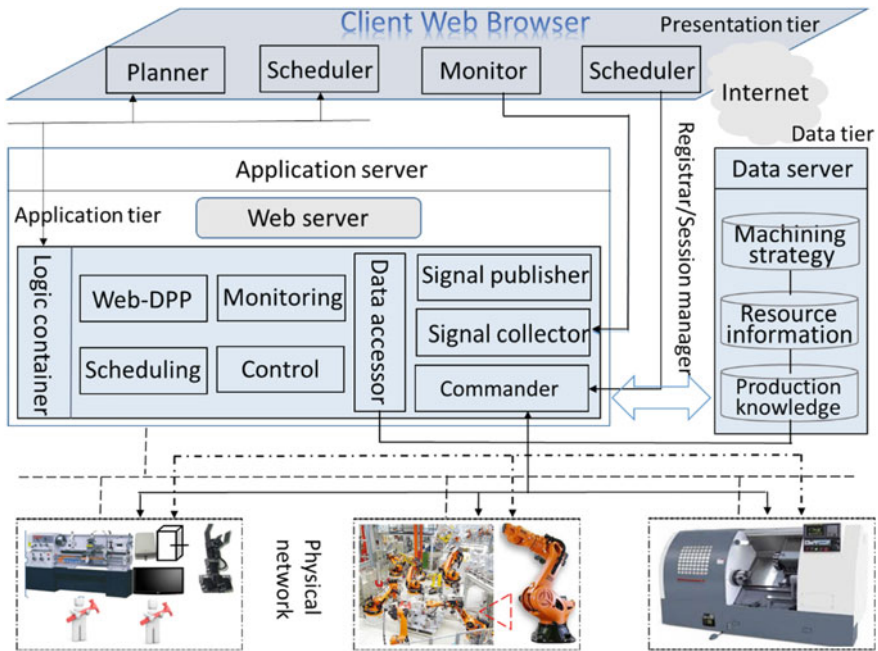 Client Web Browser
Presentation tier
Planner
Scheduler
Monitor
Scheduler
Internet
Data tier
Application server
Application tier
Web server
Logic container
Web-DPP
Monitoring
Scheduling
Control
Data accessor
Signal publisher
Signal collector
Commander
Registrar/Session manager
Data server
Machining
strategy
Resource
information
Production
knowledge
Physical
network